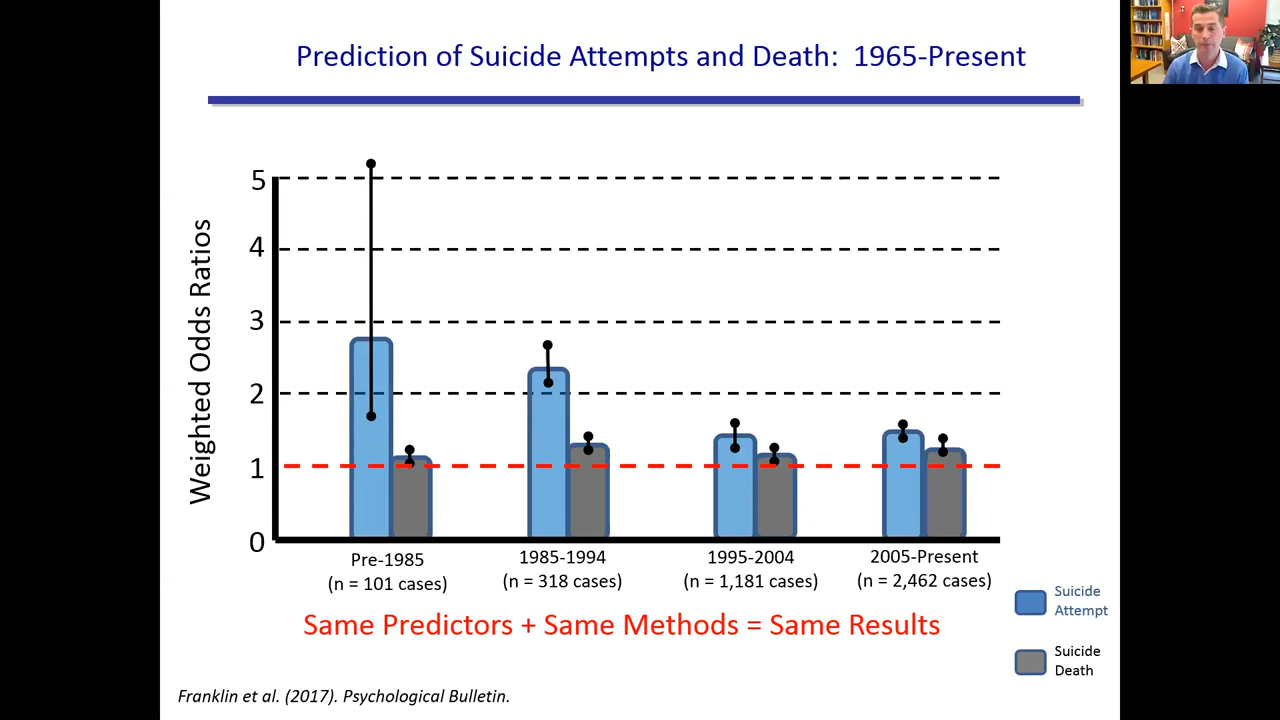 Prediction of Suicide Attempts and Death: 1965-Present
Weighted Odds Ratios
5
4
3
2
1
0
Pre-1985
(n = 101 cases)
1985-1994
(n = 318 cases)
1995-2004
(n = 1,181 cases)
2005-Present
(n = 2,462 cases)
Suicide
Attempt
Suicide
Death
Same Predictors + Same Methods = Same Results
Franklin et al. (2017). Psychological Bulletin.